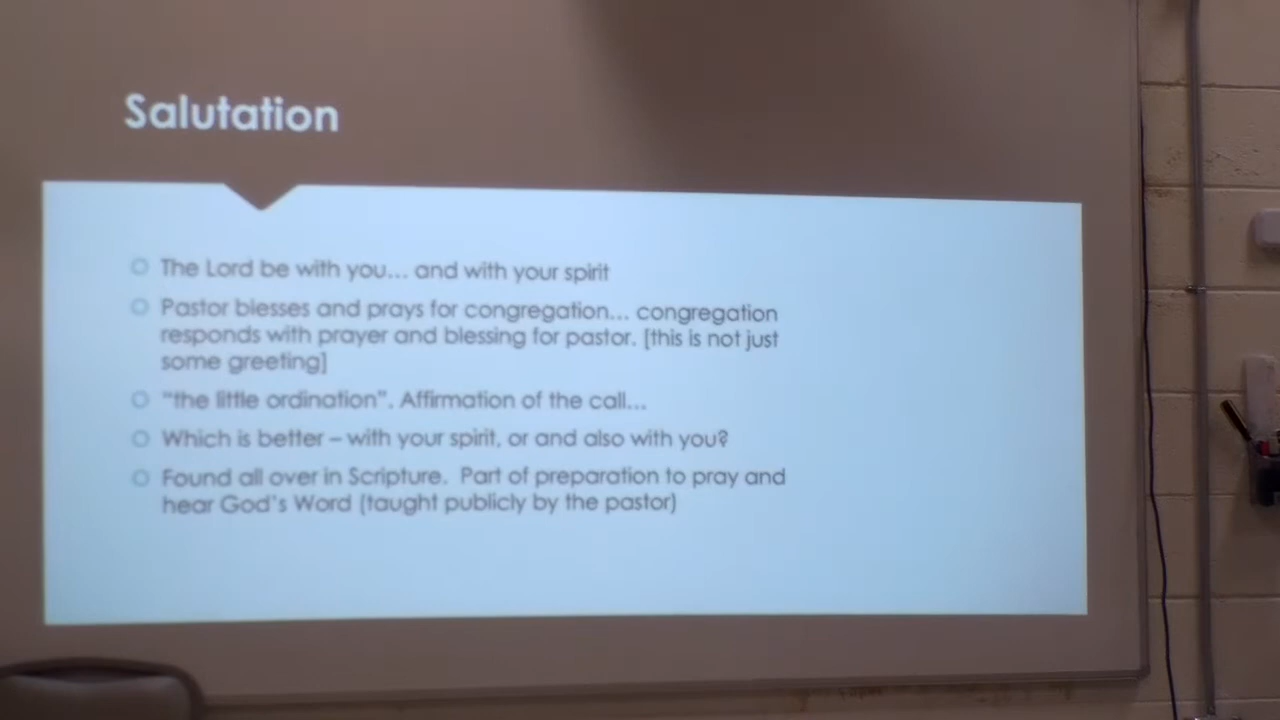 Salutation
The Lord be with you... and with your spirit
Pastor blesses and prays for congregation... congregation
responds with prayer and blessing for pastor. [this is not just
some greeting]
"the little ordination". Affirmation of the call...
Which is better – with your spirit, or and also with you?
Found all over in Scripture. Part of preparation to pray and
hear God's Word (taught publicly by the pastor)